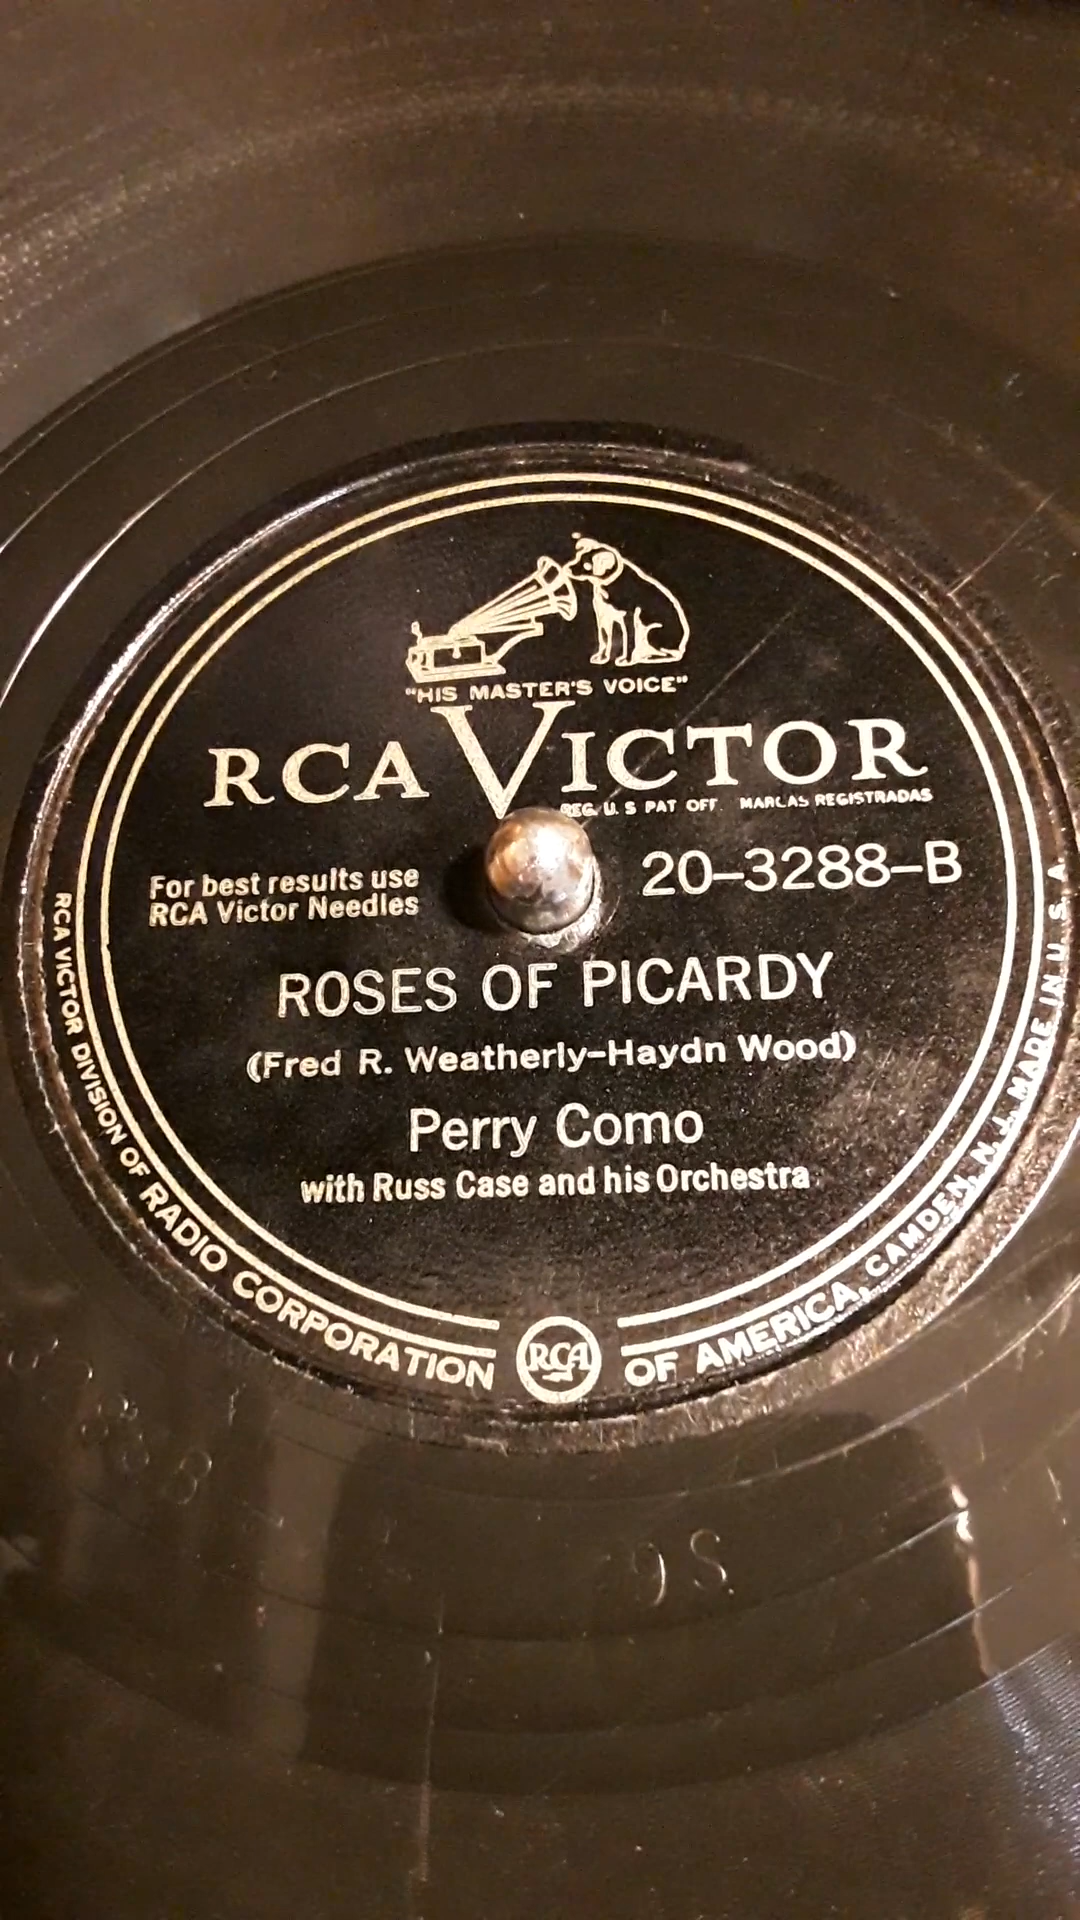 "HIS MASTER'S VOICE"
RCA VICTOR
REG. U. S PAT OFF. MARCAS REGISTRADAS
For best results use
RCA Victor Needles
20-3288-B
ROSES OF PICARDY
(Fred R. Weatherly-Haydn Wood)
Perry Como
with Russ Case and his Orchestra
RCA VICTOR DIVISION OF RADIO CORPORATION OF AMERICA, CAMDEN, N. J. MADE IN U. S. A.
RCA
9S